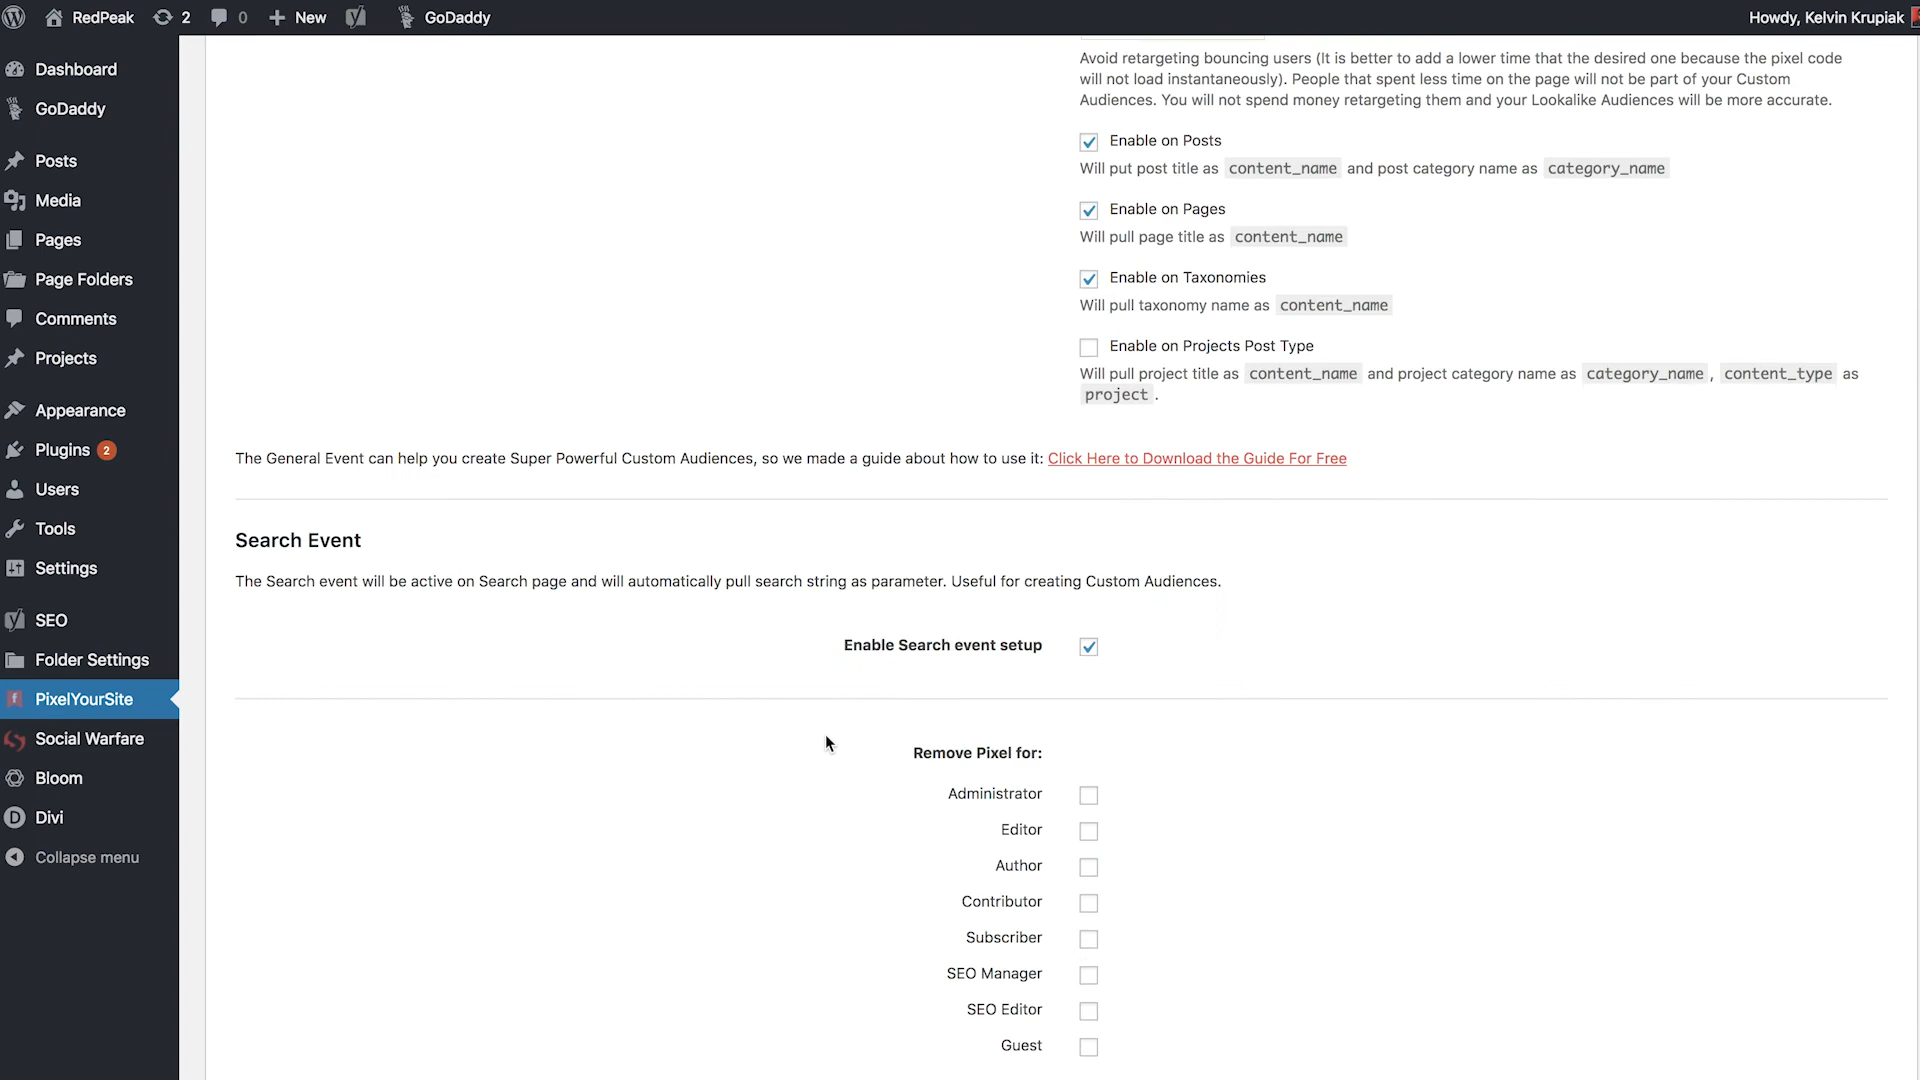 RedPeak 2 0 New GoDaddy Howdy, Kelvin Krupiak
Dashboard
GoDaddy
Posts
Media
Pages
Page Folders
Comments
Projects
Appearance
Plugins 2
Users
Tools
Settings
SEO
Folder Settings
PixelYourSite
Social Warfare
Bloom
Divi
Collapse menu
Avoid retargeting bouncing users (It is better to add a lower time that the desired one because the pixel code
will not load instantaneously). People that spent less time on the page will not be part of your Custom
Audiences. You will not spend money retargeting them and your Lookalike Audiences will be more accurate.
Enable on Posts
Will put post title as content_name and post category name as category_name
Enable on Pages
Will pull page title as content_name
Enable on Taxonomies
Will pull taxonomy name as content_name
Enable on Projects Post Type
Will pull project title as content_name and project category name as category_name , content_type as
project .
The General Event can help you create Super Powerful Custom Audiences, so we made a guide about how to use it: Click Here to Download the Guide For Free
Search Event
The Search event will be active on Search page and will automatically pull search string as parameter. Useful for creating Custom Audiences.
Enable Search event setup
Remove Pixel for:
Administrator
Editor
Author
Contributor
Subscriber
SEO Manager
SEO Editor
Guest